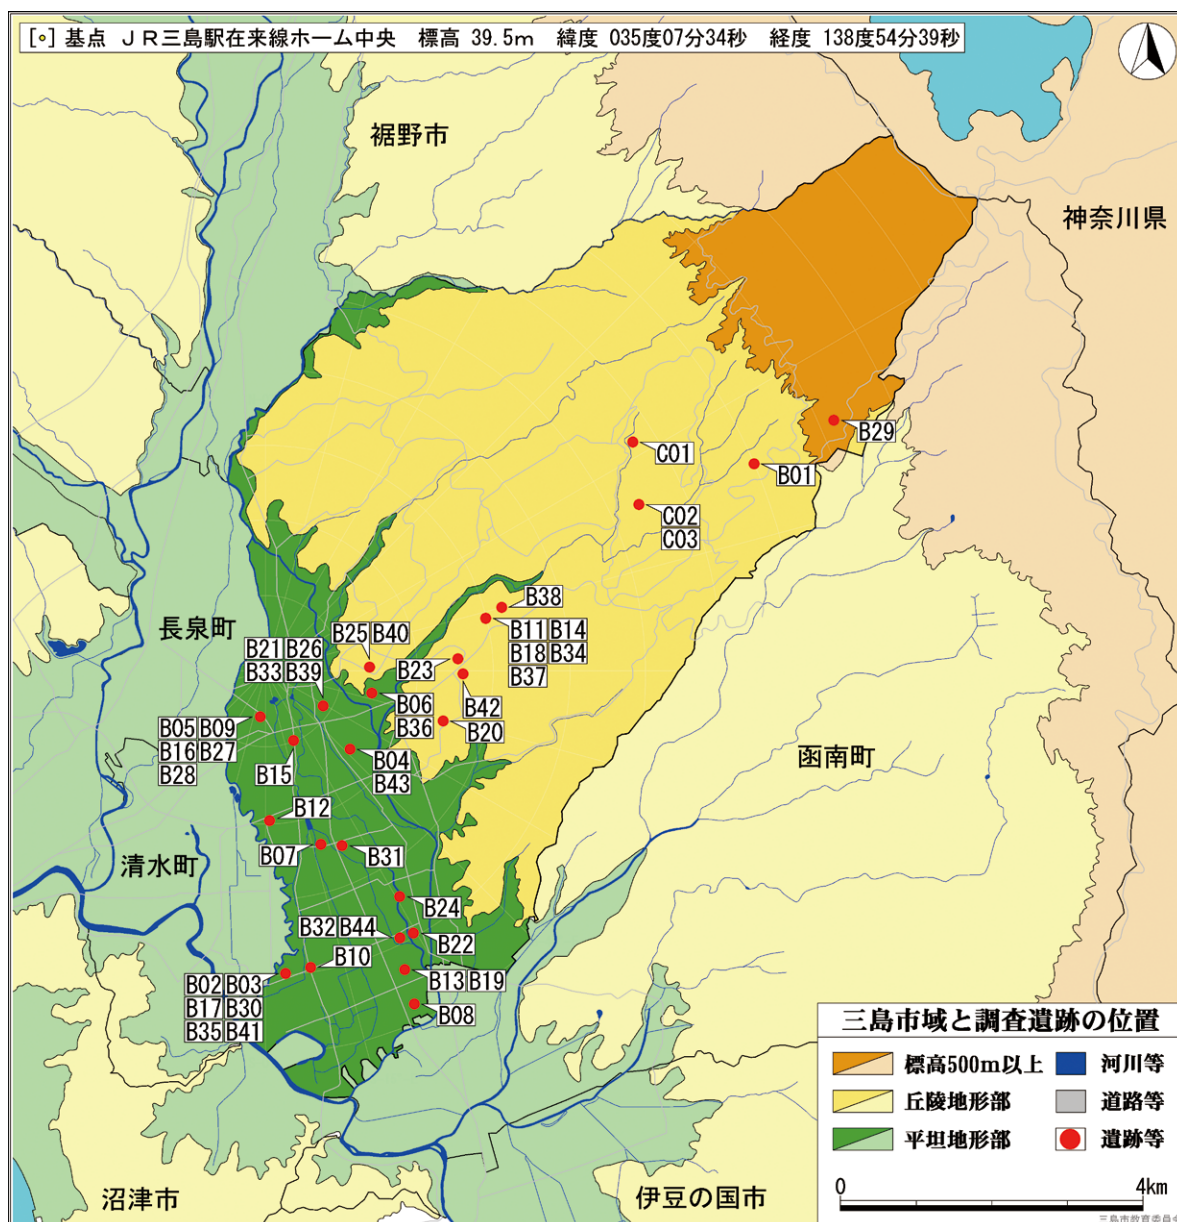 [・] 基点 ＪＲ三島駅在来線ホーム中央 標高 39.5m 緯度 035度07分34秒 経度 138度54分39秒
裾野市
神奈川県
B29
C01
B01
C02
C03
B38
長泉町
B25 B40
B11 B14
B21 B26
B18 B34
B33 B39
B23
B37
B06
B42
B36
B20
B05 B09
B16 B27
B28
B15
B04
B43
函南町
B12
清水町
B07
B31
B24
B32 B44
B22
B10
B02 B03
B13 B19
B17 B30
B08
B35 B41
三島市域と調査遺跡の位置
標高500m以上 河川等
丘陵地形部 道路等
平坦地形部 遺跡等
沼津市
伊豆の国市
0 4km
三島市教育委員会